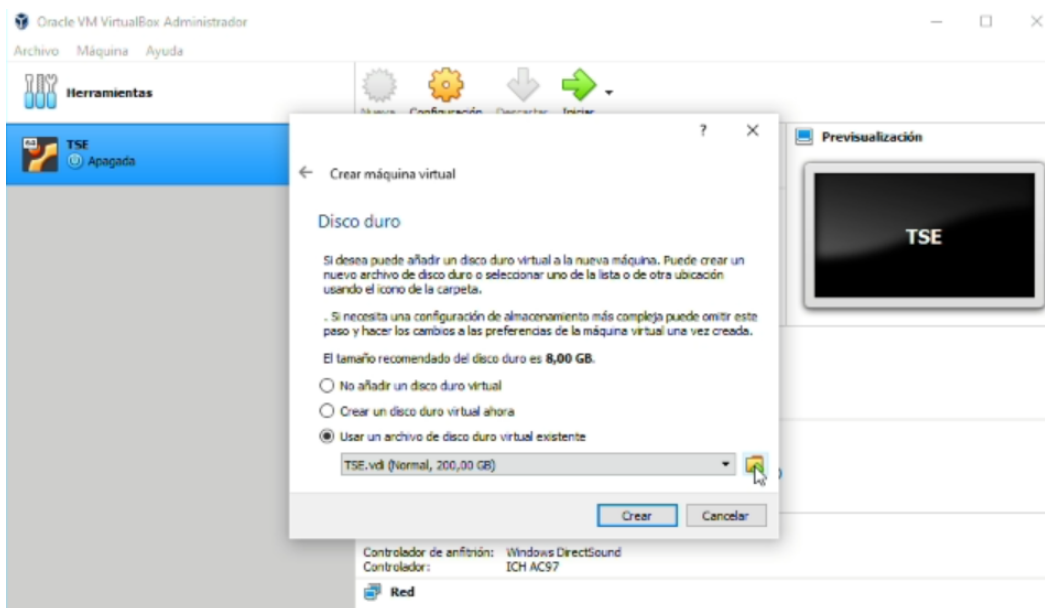 Oracle VM VirtualBox Administrador
Archivo Máquina Ayuda
Herramientas
Nueva Configuración Descartar Iniciar
TSE
Apagada
Previsualización
TSE
? 
Crear máquina virtual
Disco duro
Si desea puede añadir un disco duro virtual a la nueva máquina. Puede crear un
nuevo archivo de disco duro o seleccionar uno de la lista o de otra ubicación
usando el icono de la carpeta.
. Si necesita una configuración de almacenamiento más compleja puede omitir este
paso y hacer los cambios a las preferencias de la máquina virtual una vez creada.
El tamaño recomendado del disco duro es 8,00 GB.
No añadir un disco duro virtual
Crear un disco duro virtual ahora
Usar un archivo de disco duro virtual existente
TSE.vdi (Normal, 200,00 GB)
Crear Cancelar
Controlador de anfitrión: Windows DirectSound
Controlador: ICH AC97
Red